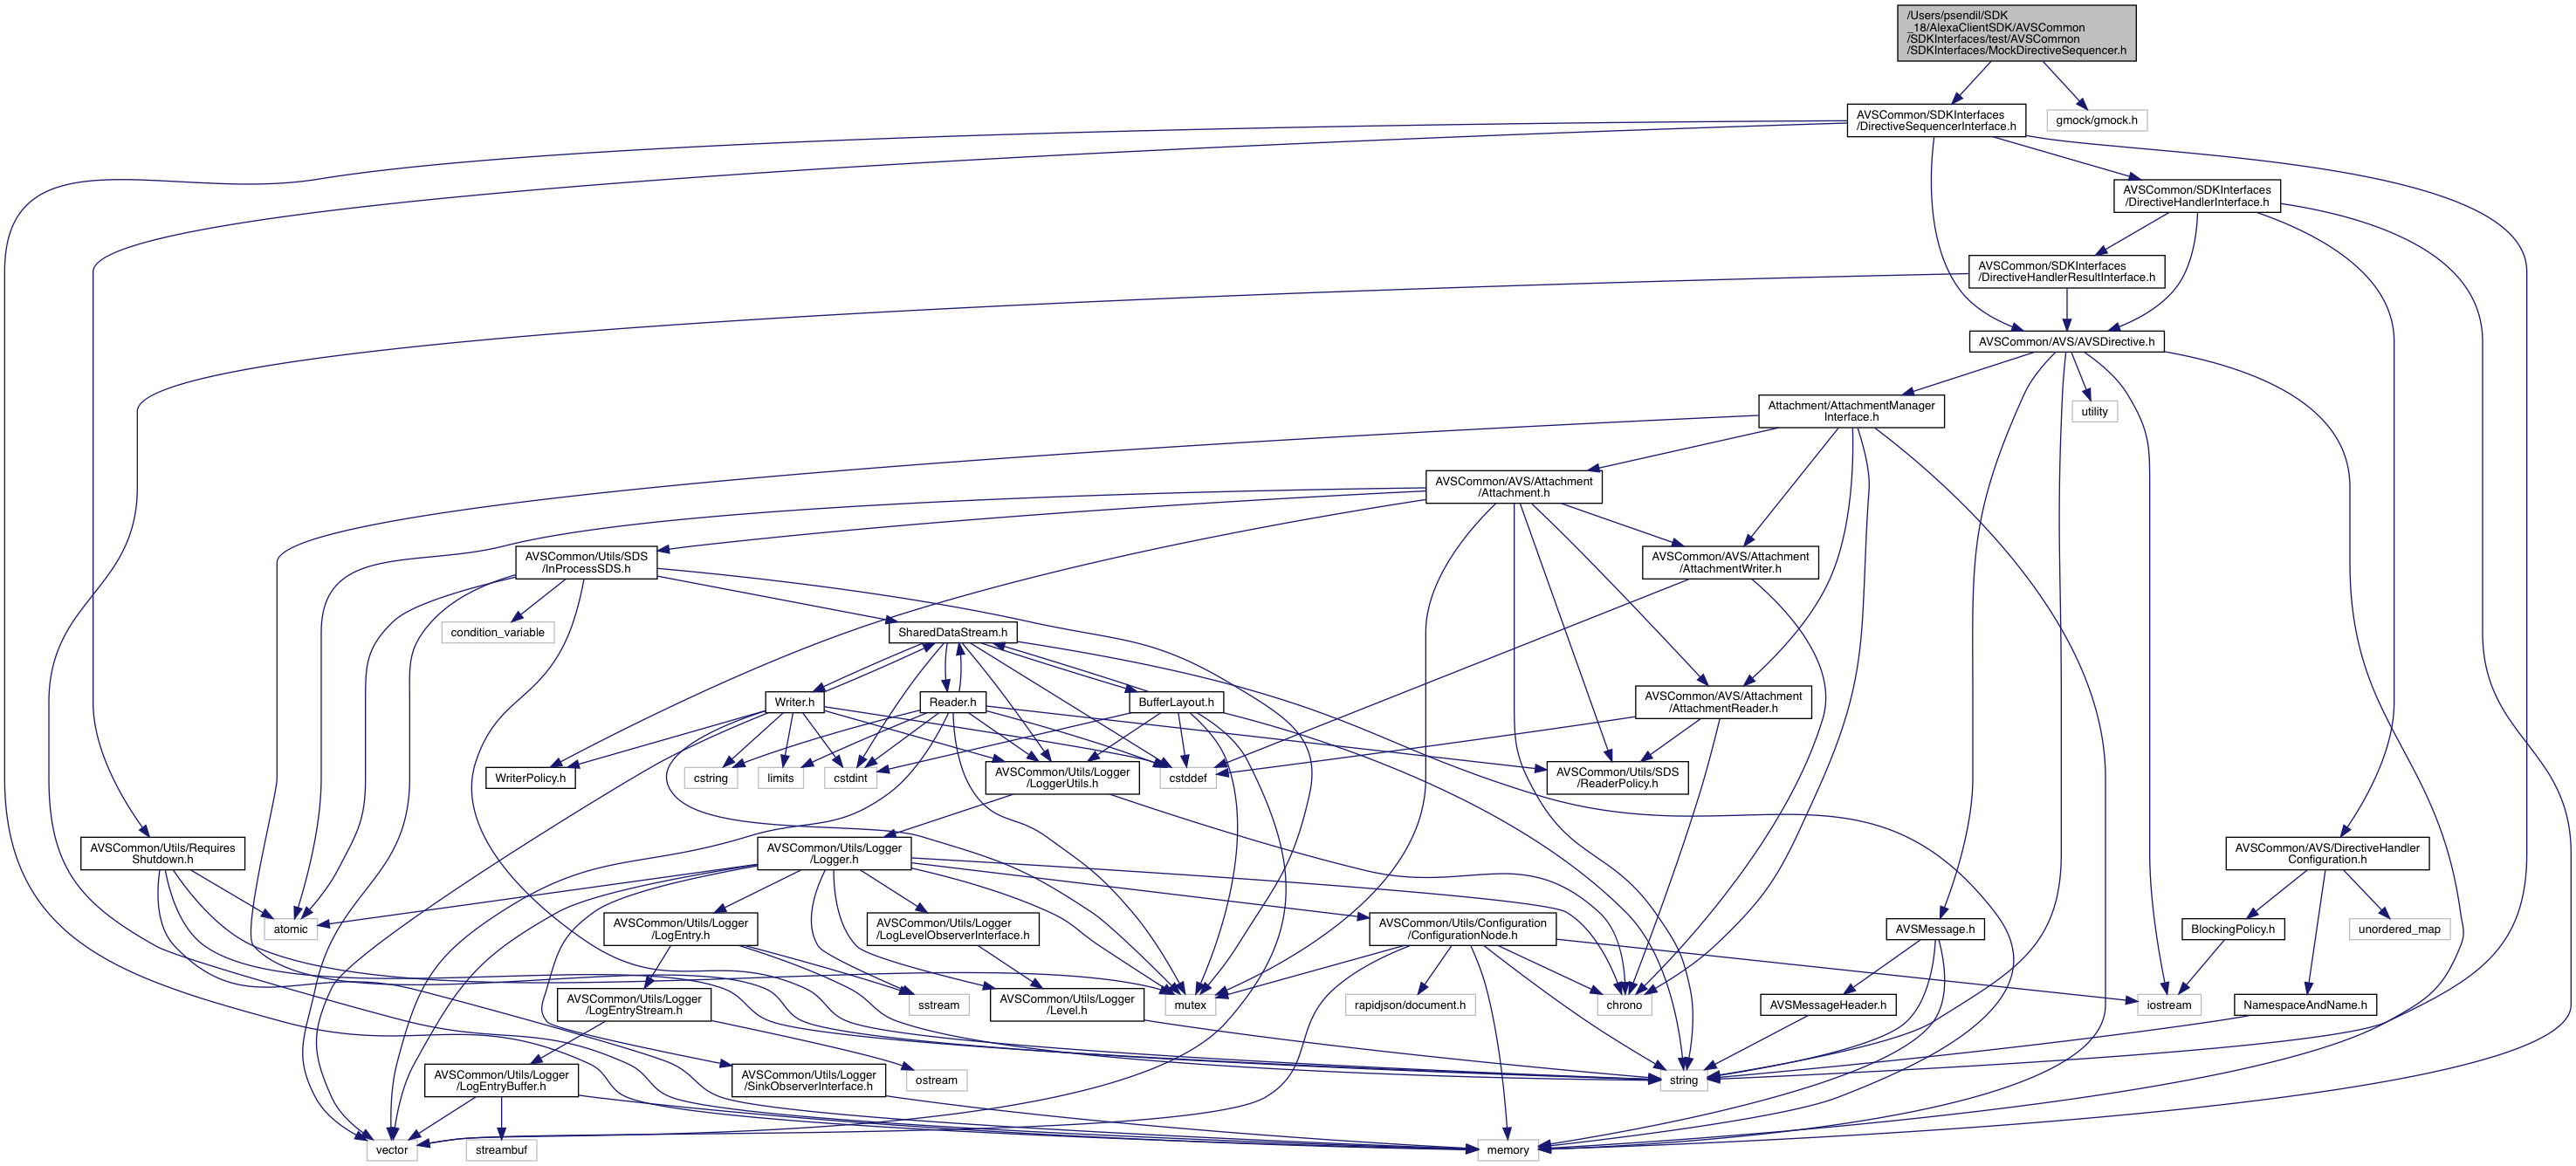 /Users/psendil/SDK
_18/AlexaClientSDK/AVSCommon
/SDKInterfaces/test/AVSCommon
/SDKInterfaces/MockDirectiveSequencer.h
AVSCommon/SDKInterfaces
/DirectiveSequencerInterface.h
gmock/gmock.h
AVSCommon/SDKInterfaces
/DirectiveHandlerInterface.h
AVSCommon/SDKInterfaces
/DirectiveHandlerResultInterface.h
AVSCommon/AVS/AVSDirective.h
Attachment/AttachmentManager
Interface.h
utility
AVSCommon/AVS/Attachment
/Attachment.h
AVSCommon/Utils/SDS
/InProcessSDS.h
AVSCommon/AVS/Attachment
/AttachmentWriter.h
condition_variable
SharedDataStream.h
Writer.h
Reader.h
BufferLayout.h
AVSCommon/AVS/Attachment
/AttachmentReader.h
WriterPolicy.h
cstring
limits
cstdint
AVSCommon/Utils/Logger
/LoggerUtils.h
cstddef
AVSCommon/Utils/SDS
/ReaderPolicy.h
AVSCommon/Utils/Requires
Shutdown.h
AVSCommon/Utils/Logger
/Logger.h
AVSCommon/AVS/DirectiveHandler
Configuration.h
atomic
AVSCommon/Utils/Logger
/LogEntry.h
AVSCommon/Utils/Logger
/LogLevelObserverInterface.h
AVSCommon/Utils/Configuration
/ConfigurationNode.h
AVSMessage.h
BlockingPolicy.h
unordered_map
AVSCommon/Utils/Logger
/LogEntryStream.h
sstream
AVSCommon/Utils/Logger
/Level.h
mutex
rapidjson/document.h
chrono
AVSMessageHeader.h
iostream
NamespaceAndName.h
AVSCommon/Utils/Logger
/LogEntryBuffer.h
AVSCommon/Utils/Logger
/SinkObserverInterface.h
ostream
string
vector
streambuf
memory